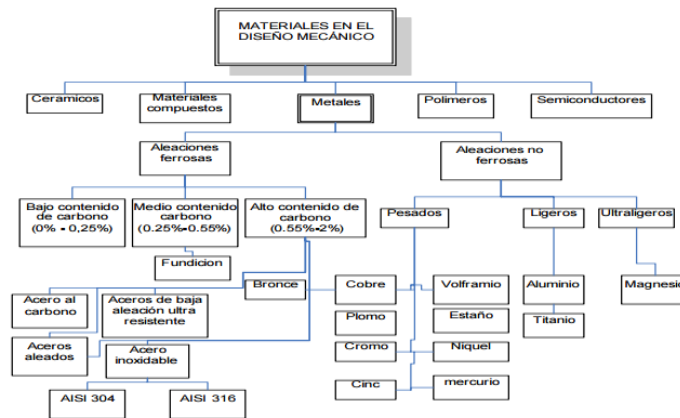 MATERIALES EN EL
DISEÑO MECÁNICO
Ceramicos
Materiales
compuestos
Metales
Polimeros
Semiconductores
Aleaciones
ferrosas
Aleaciones no
ferrosas
Bajo contenido
de carbono
(0% - 0,25%)
Medio contenido
carbono
(0.25%-0.55%)
Alto contenido de
carbono
(0.55%-2%)
Pesados
Ligeros
Ultraligeros
Fundicion
Bronce
Cobre
Volframio
Aluminio
Magnesio
Acero al
carbono
Aceros de baja
aleación ultra
resistente
Plomo
Estaño
Titanio
Aceros
aleados
Acero
inoxidable
Cromo
Niquel
Cinc
mercurio
AISI 304
AISI 316